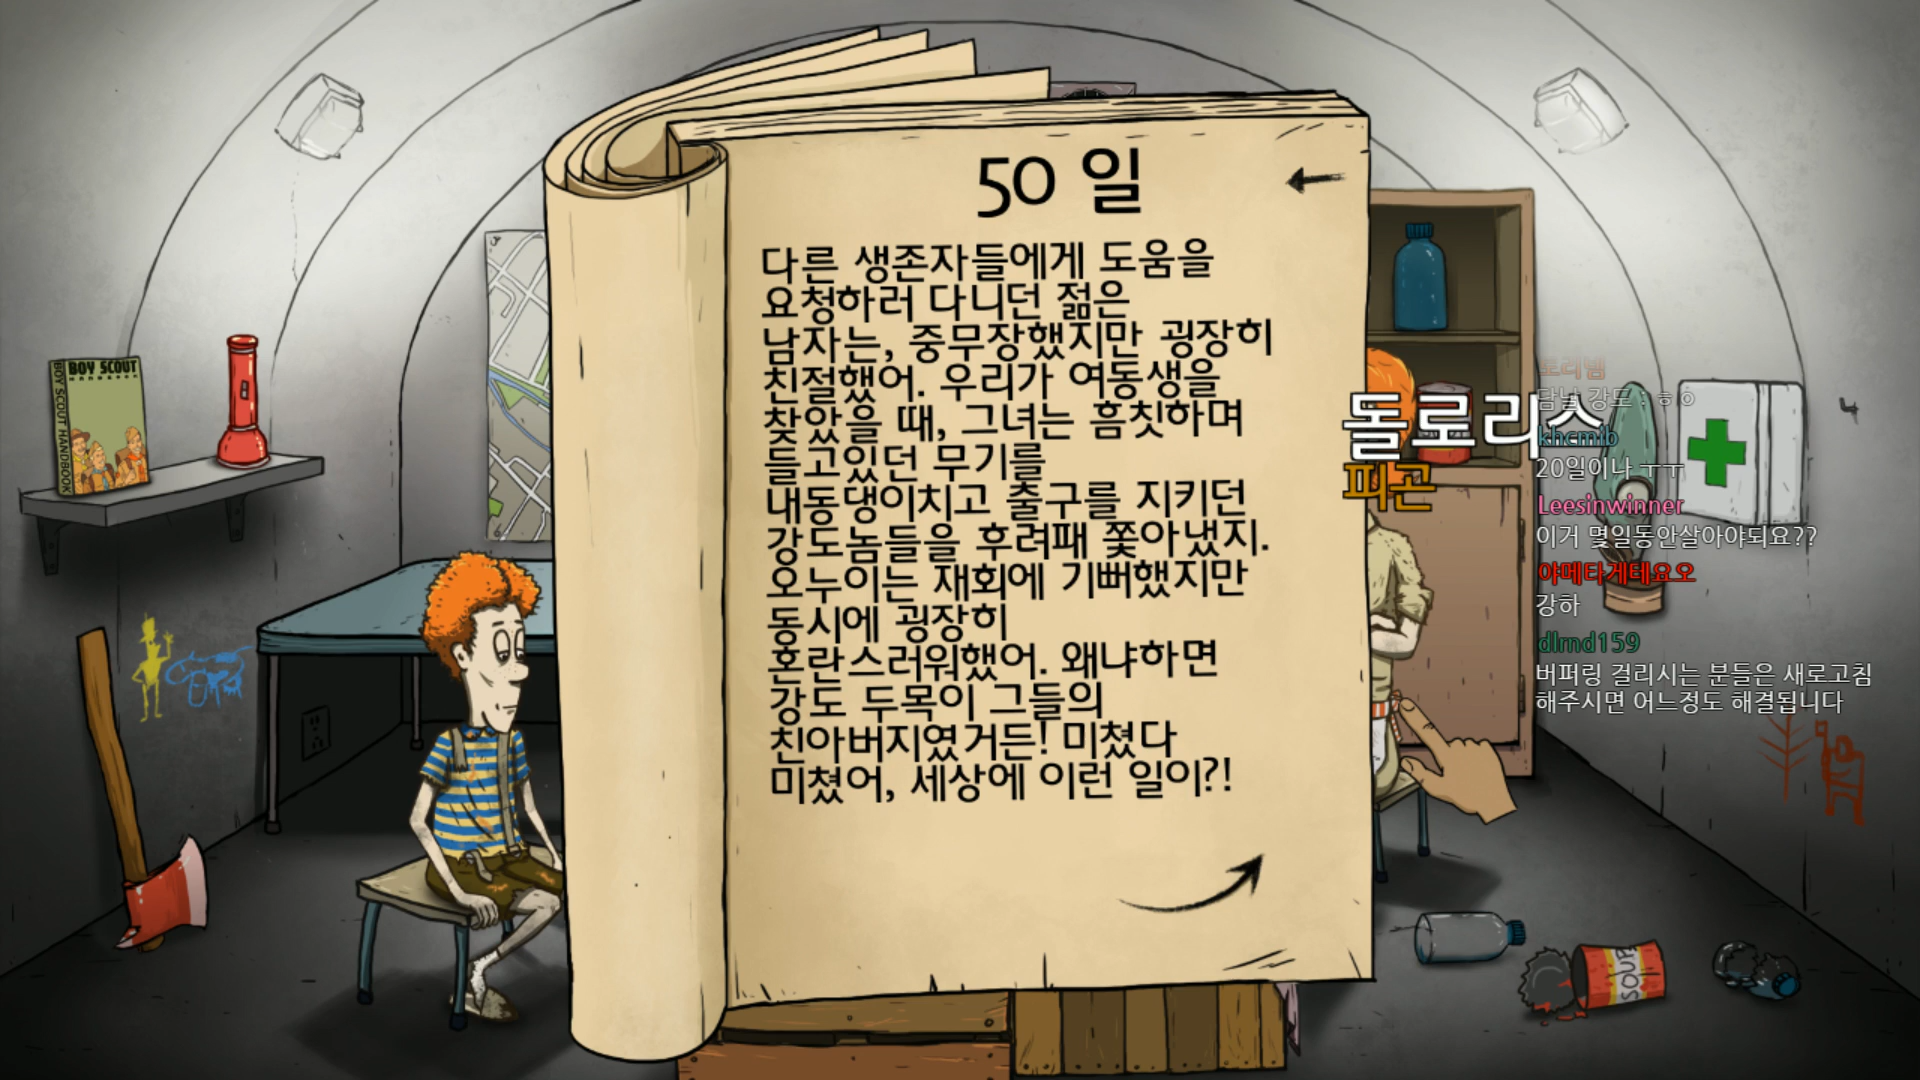 50 일
다른 생존자들에게 도움을
요청하러 다니던 젊은
남자는, 중무장했지만 굉장히
친절했어. 우리가 여동생을
찾았을 때, 그녀는 흠칫하며
들고있던 무기를
내동댕이치고 출구를 지키던
강도놈들을 후려패 쫓아냈지.
오누이는 재회에 기뻐했지만
동시에 굉장히
혼란스러워했어. 왜냐하면
강도 두목이 그들의
친아버지였거든! 미쳤다
미쳤어, 세상에 이런 일이?!
BOY SCOUT
BOY SCOUT HANDBOOK
돌로리스
피곤
토리넴
담날 강도 : ㅎㅇ
khcmib
20일이나 ㅜㅜ
Leesinwinner
이거 몇일동안살아야되요??
야메타게테요오
강하
dlrnd159
버퍼링 걸리시는 분들은 새로고침
해주시면 어느정도 해결됩니다
SOUP